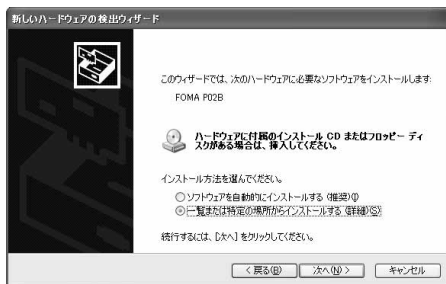 新しいハードウェアの検出ウィザード
このウィザードでは、次のハードウェアに必要なソフトウェアをインストールします:
FOMA P02B
ハードウェアに付属のインストール CD またはフロッピー ディ
スクがある場合は、挿入してください。
インストール方法を選んでください。
ソフトウェアを自動的にインストールする (推奨)(I)
一覧または特定の場所からインストールする (詳細)(S)
続行するには、[次へ] をクリックしてください。
< 戻る(B) 次へ(N) > キャンセル